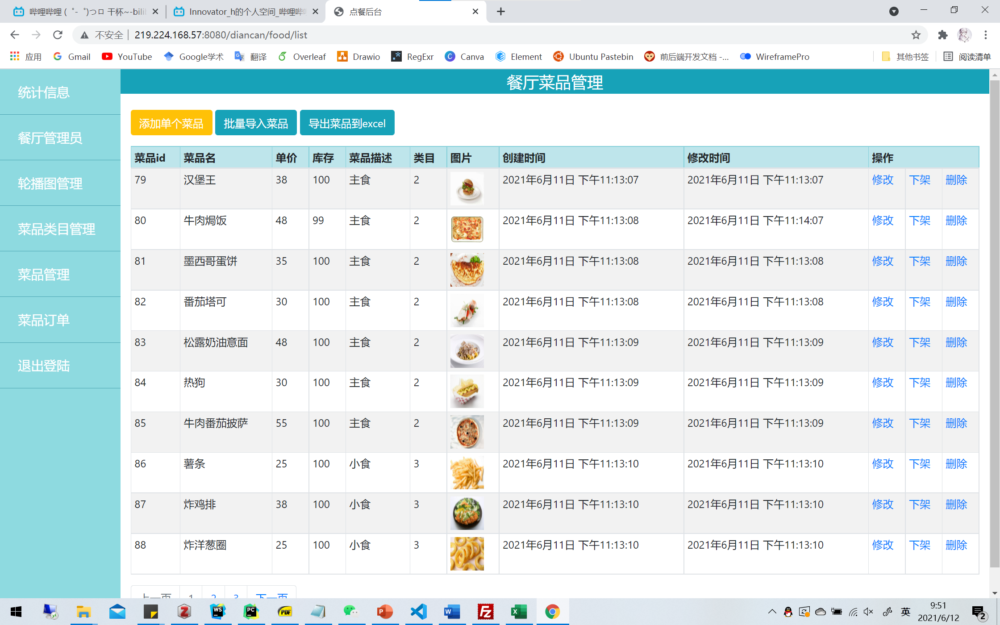 哔哩哔哩 (゜-゜)つロ 干杯~-bili
Innovator_h的个人空间_哔哩哔哩
点餐后台
不安全
219.224.168.57:8080/diancan/food/list
应用 Gmail YouTube Google学术 翻译 Overleaf Drawio RegExr Canva Element Ubuntu Pastebin 前后端开发文档 -... WireframePro 其他书签 阅读清单
统计信息
餐厅管理员
轮播图管理
菜品类目管理
菜品管理
菜品订单
退出登陆
餐厅菜品管理
添加单个菜品 批量导入菜品 导出菜品到excel
菜品id 菜品名 单价 库存 菜品描述 类目 图片 创建时间 修改时间 操作
79 汉堡王 38 100 主食 2 2021年6月11日 下午11:13:07 2021年6月11日 下午11:13:07 修改 下架 删除
80 牛肉焗饭 48 99 主食 2 2021年6月11日 下午11:13:08 2021年6月11日 下午11:14:07 修改 下架 删除
81 墨西哥蛋饼 35 100 主食 2 2021年6月11日 下午11:13:08 2021年6月11日 下午11:13:08 修改 下架 删除
82 番茄塔可 30 100 主食 2 2021年6月11日 下午11:13:08 2021年6月11日 下午11:13:08 修改 下架 删除
83 松露奶油意面 48 100 主食 2 2021年6月11日 下午11:13:09 2021年6月11日 下午11:13:09 修改 下架 删除
84 热狗 30 100 主食 2 2021年6月11日 下午11:13:09 2021年6月11日 下午11:13:09 修改 下架 删除
85 牛肉番茄披萨 55 100 主食 2 2021年6月11日 下午11:13:09 2021年6月11日 下午11:13:09 修改 下架 删除
86 薯条 25 100 小食 3 2021年6月11日 下午11:13:10 2021年6月11日 下午11:13:10 修改 下架 删除
87 炸鸡排 38 100 小食 3 2021年6月11日 下午11:13:10 2021年6月11日 下午11:13:10 修改 下架 删除
88 炸洋葱圈 25 100 小食 3 2021年6月11日 下午11:13:10 2021年6月11日 下午11:13:10 修改 下架 删除
上一页 1 2 3 下一页
WS PC PDF
英
9:51
2021/6/12
2